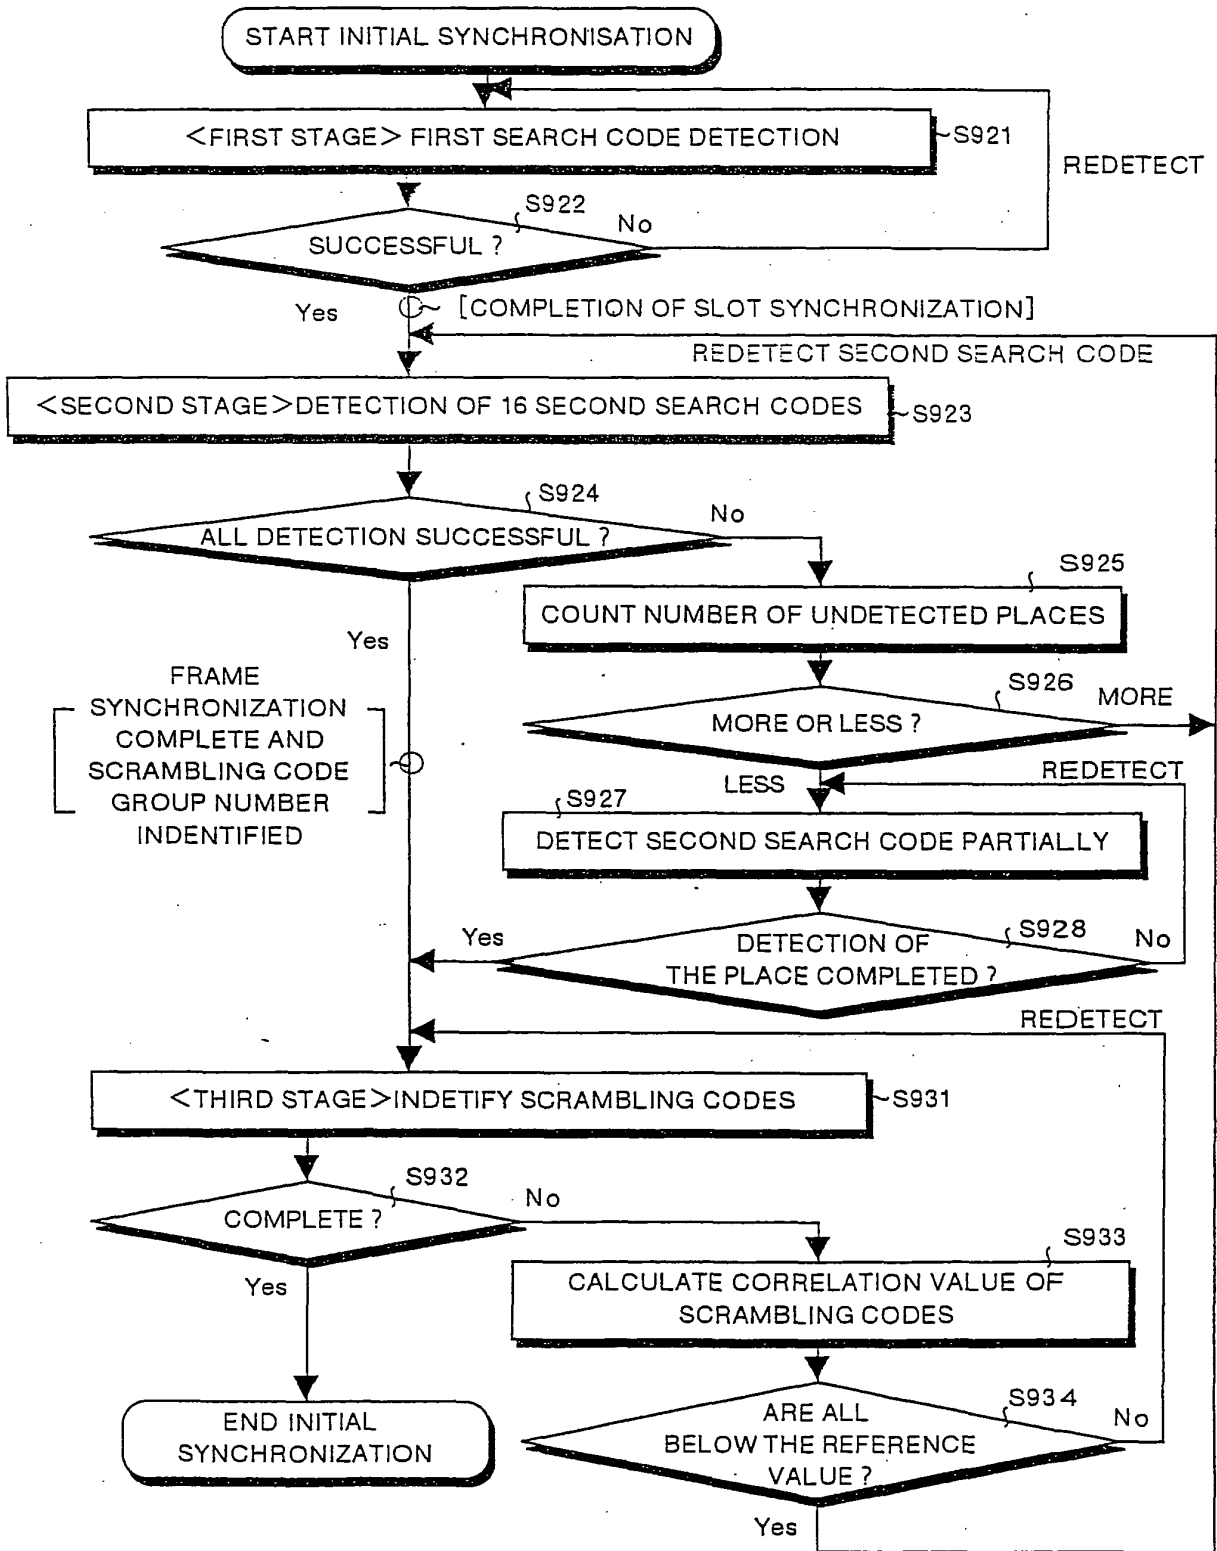 START INITIAL SYNCHRONISATION
<FIRST STAGE> FIRST SEARCH CODE DETECTION
S921
REDETECT
S922
SUCCESSFUL ?
No
Yes
[COMPLETION OF SLOT SYNCHRONIZATION]
REDETECT SECOND SEARCH CODE
<SECOND STAGE>DETECTION OF 16 SECOND SEARCH CODES
S923
S924
ALL DETECTION SUCCESSFUL ?
No
S925
COUNT NUMBER OF UNDETECTED PLACES
Yes
FRAME
SYNCHRONIZATION
COMPLETE AND
SCRAMBLING CODE
GROUP NUMBER
INDENTIFIED
S926
MORE OR LESS ?
MORE
LESS
REDETECT
S927
DETECT SECOND SEARCH CODE PARTIALLY
S928
DETECTION OF
THE PLACE COMPLETED ?
Yes
No
REDETECT
<THIRD STAGE>INDETIFY SCRAMBLING CODES
S931
S932
COMPLETE ?
No
Yes
S933
CALCULATE CORRELATION VALUE OF
SCRAMBLING CODES
END INITIAL
SYNCHRONIZATION
S934
ARE ALL
BELOW THE REFERENCE
VALUE ?
No
Yes